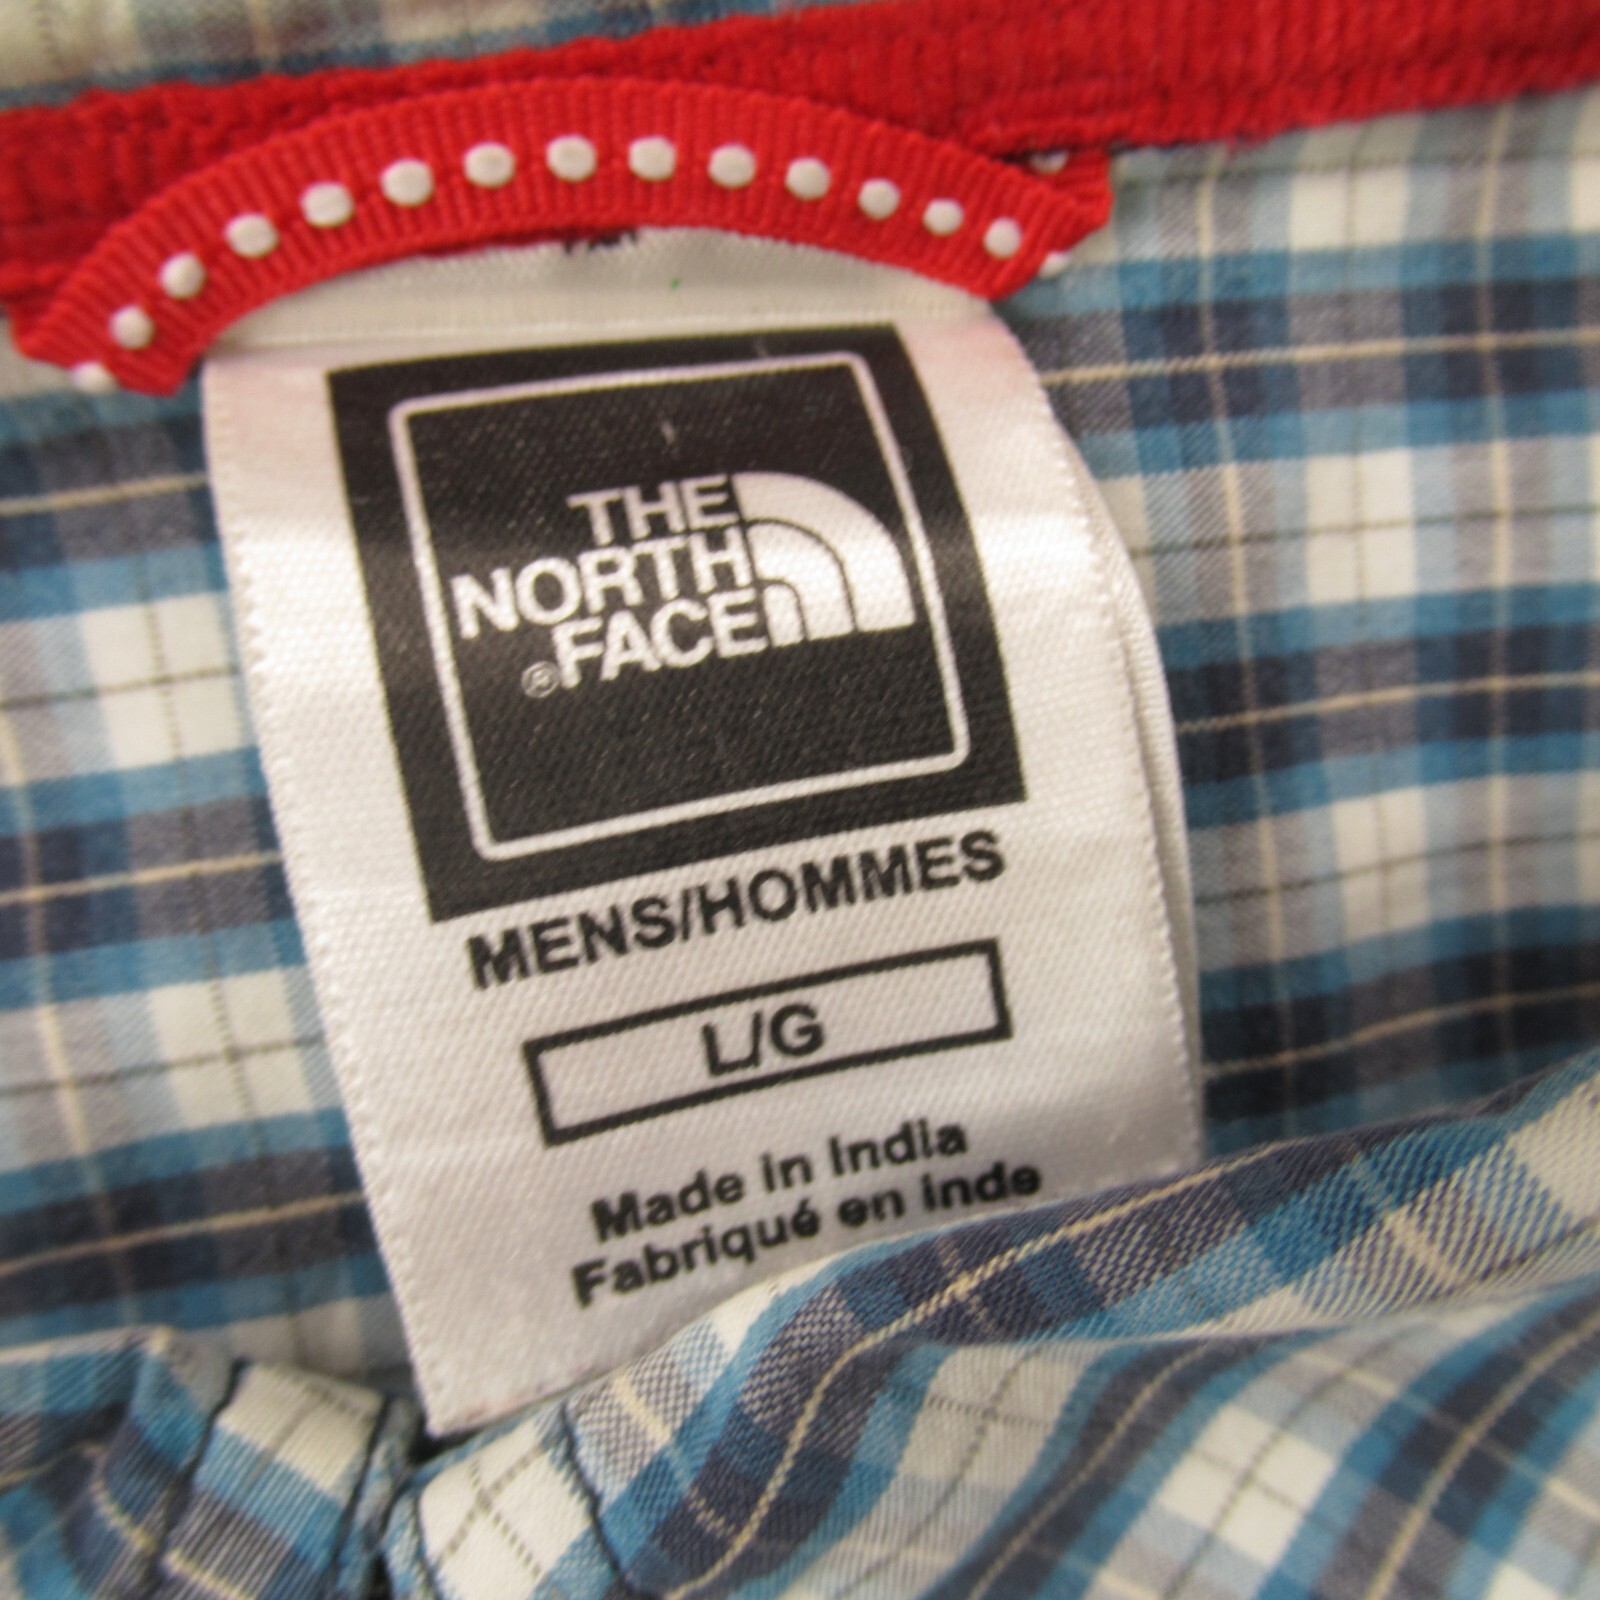 THE
NORTH
FACE
®
MENS/HOMMES
L/G
Made in India
Fabriqué en inde